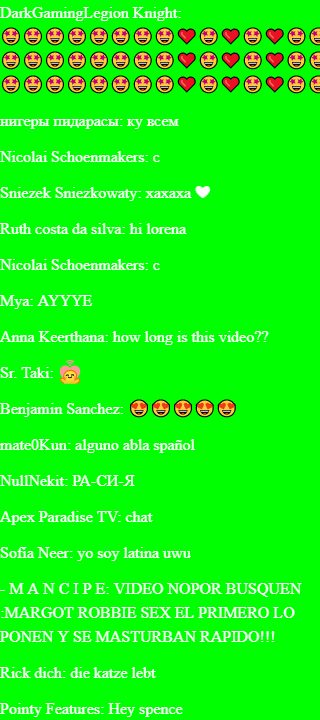 DarkGamingLegion Knight:
🤩🤩🤩🤩🤩🤩🤩🤩❤️🤩❤️🤩❤️🤩🤩
🤩🤩🤩🤩🤩🤩🤩🤩❤️🤩❤️🤩❤️🤩🤩
🤩🤩🤩🤩🤩🤩🤩🤩❤️🤩❤️🤩❤️🤩🤩
нигеры пидарасы: ку всем
Nicolai Schoenmakers: c
Sniezek Sniezkowaty: xaxaxa 🤍
Ruth costa da silva: hi lorena
Nicolai Schoenmakers: c
Mya: AYYYE
Anna Keerthana: how long is this video??
Sr. Taki: 🙆
Benjamin Sanchez: 😍😍😍😍😍
mate0Kun: alguno abla spañol
NullNekit: РА-СИ-Я
Apex Paradise TV: chat
Sofía Neer: yo soy latina uwu
- M A N C I P E: VIDEO NOPOR BUSQUEN
:MARGOT ROBBIE SEX EL PRIMERO LO
PONEN Y SE MASTURBAN RAPIDO!!!
Rick dich: die katze lebt
Pointy Features: Hey spence